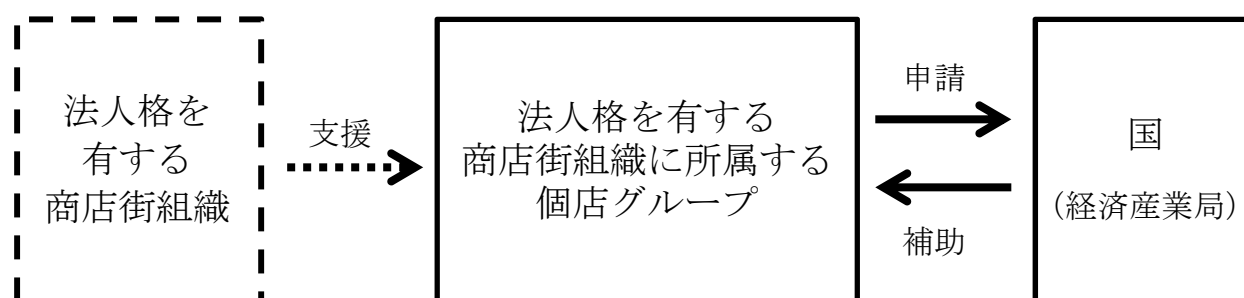 法人格を
有する
商店街組織
支援
法人格を有する
商店街組織に所属する
個店グループ
申請
補助
国
（経済産業局）